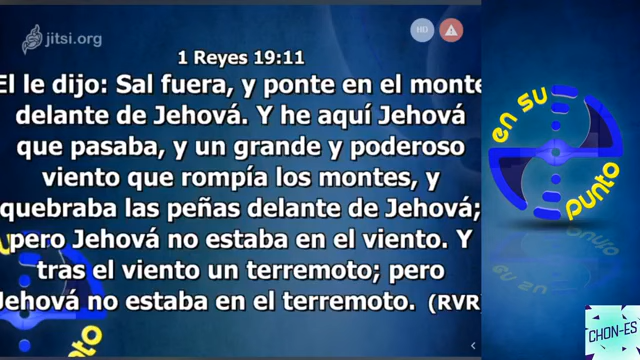 jitsi.org
HD
1 Reyes 19:11
El le dijo: Sal fuera, y ponte en el monte
delante de Jehová. Y he aquí Jehová
que pasaba, y un grande y poderoso
viento que rompía los montes, y
quebraba las peñas delante de Jehová;
pero Jehová no estaba en el viento. Y
tras el viento un terremoto; pero
Jehová no estaba en el terremoto. (RVR)
en su
punto
CHON-ES